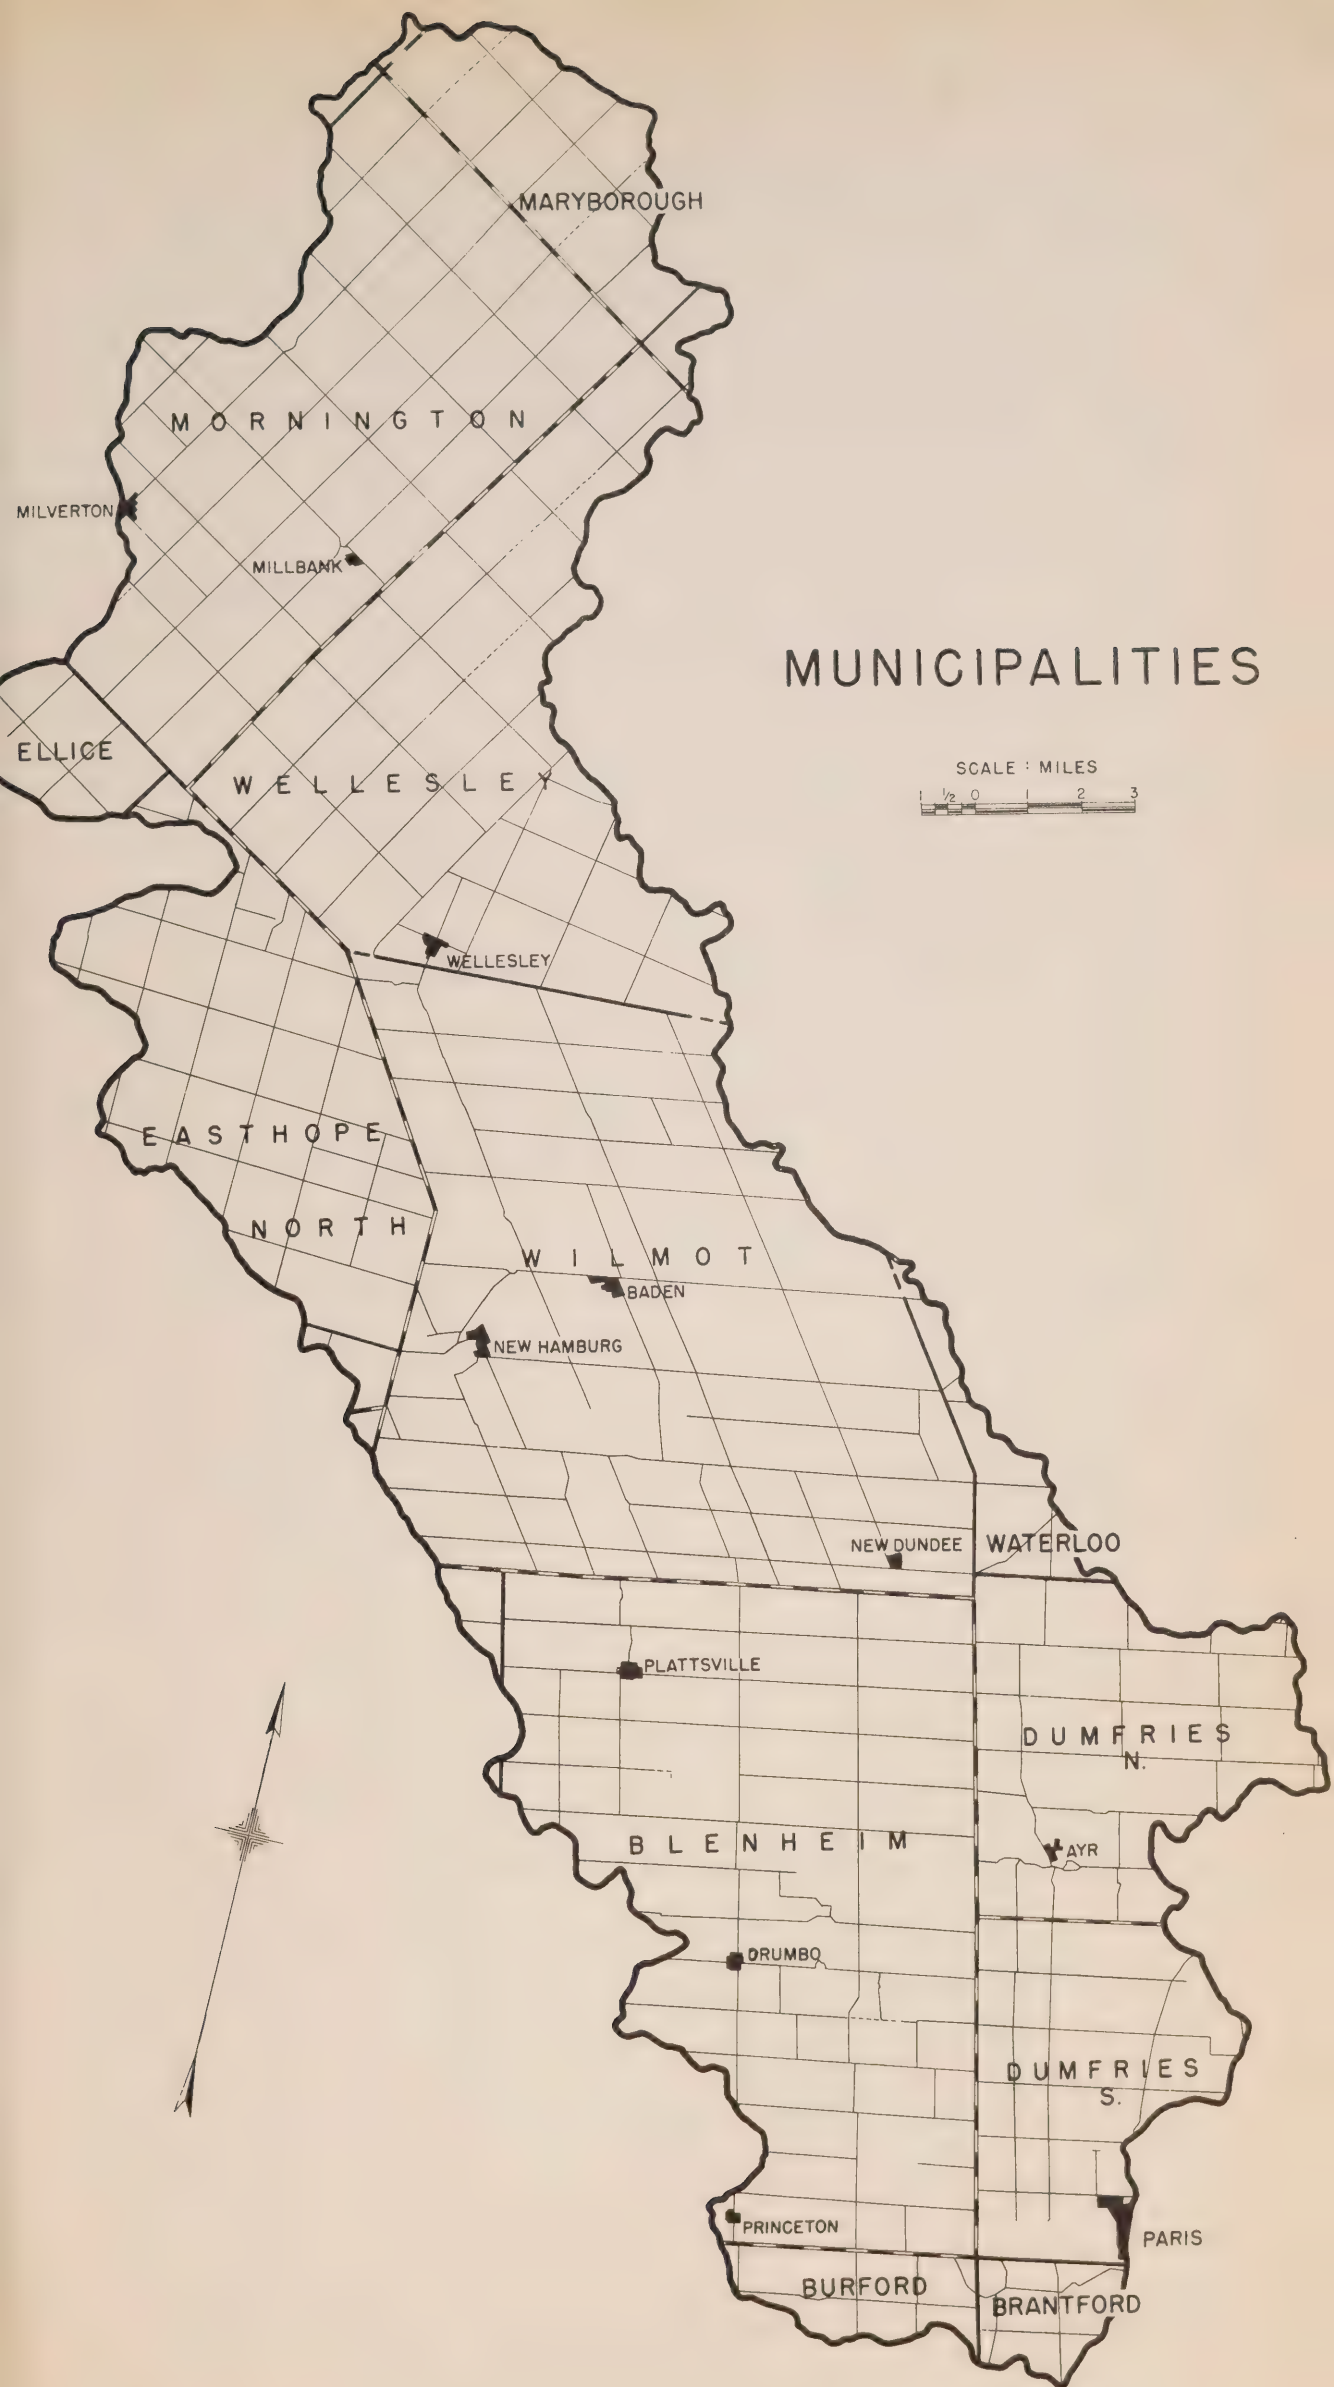 MARYBOROUGH
MORNINGTON
MILVERTON
MILLBANK
MUNICIPALITIES
ELLICE
WELLESLEY
SCALE : MILES
1 ½ 0 1 2 3
WELLESLEY
EASTHOPE
NORTH
WILMOT
BADEN
NEW HAMBURG
NEW DUNDEE
WATERLOO
PLATTSVILLE
DUMFRIES
N.
BLENHEIM
AYR
DRUMBO
DUMFRIES
S.
PRINCETON
PARIS
BURFORD
BRANTFORD